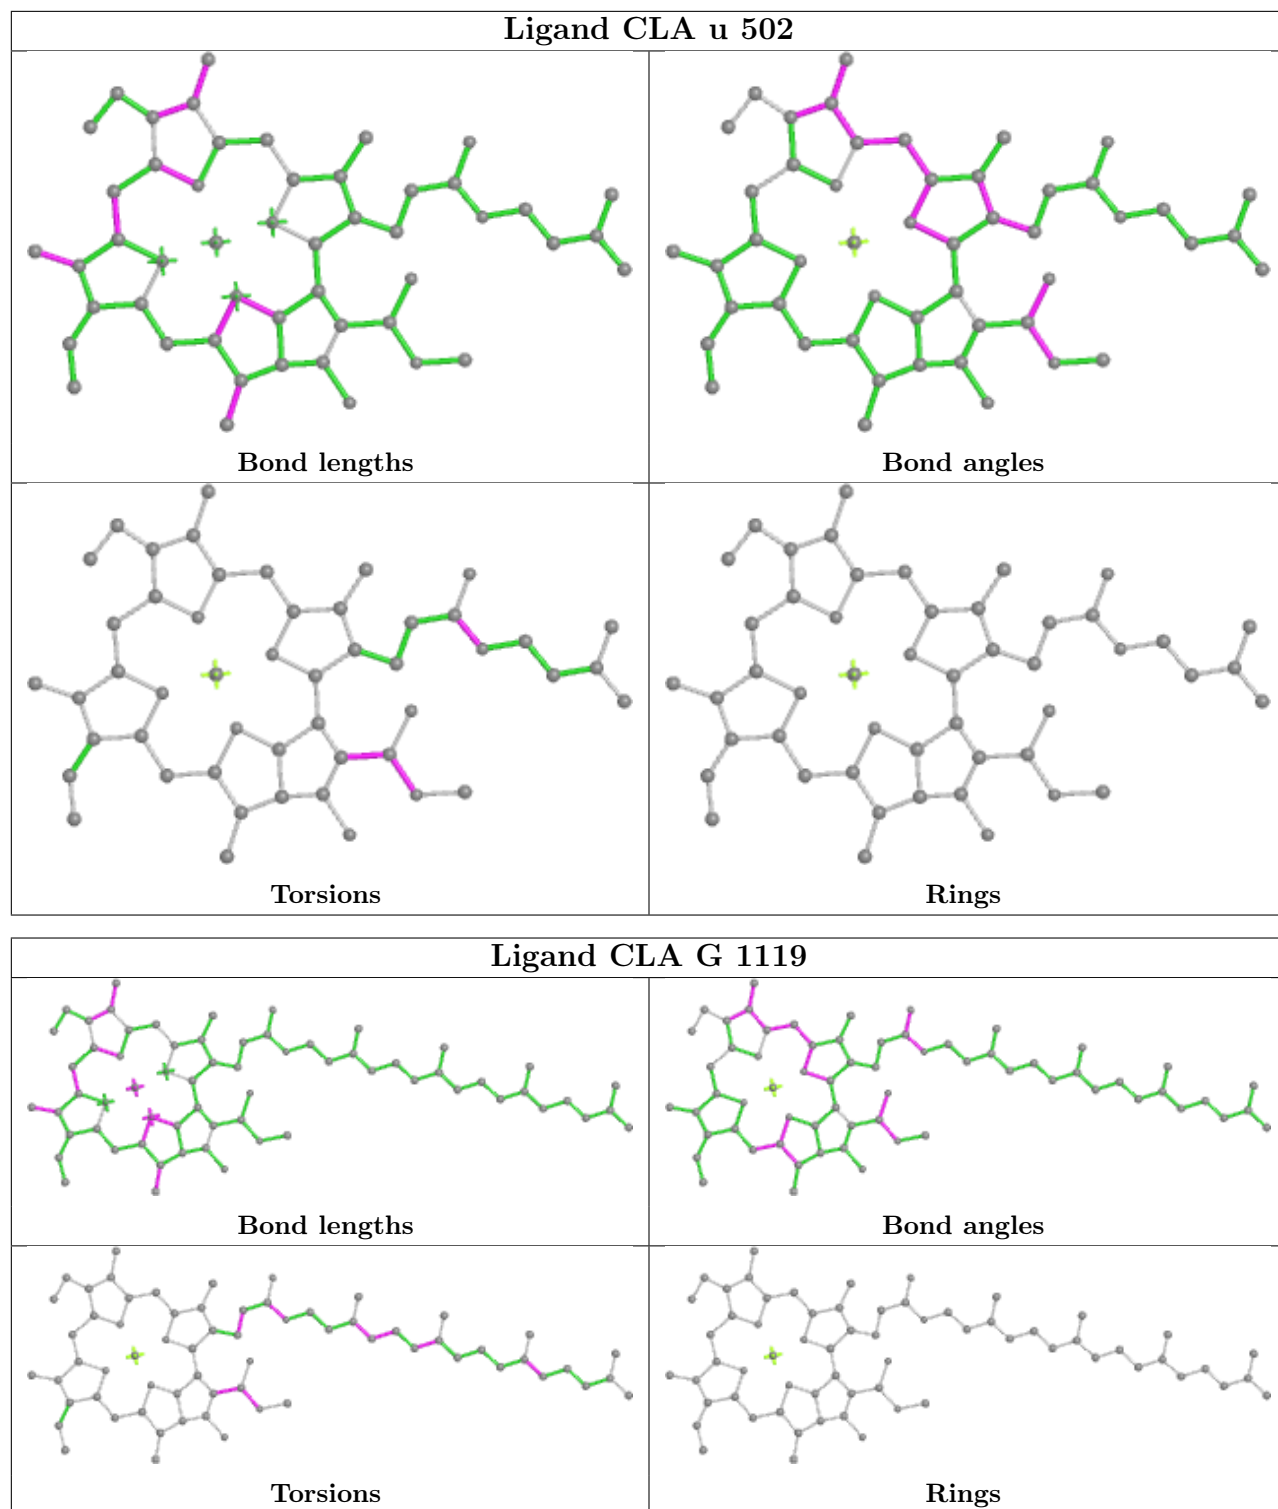 Ligand CLA u 502
Bond lengths
Bond angles
Torsions
Rings
Ligand CLA G 1119
Bond lengths
Bond angles
Torsions
Rings